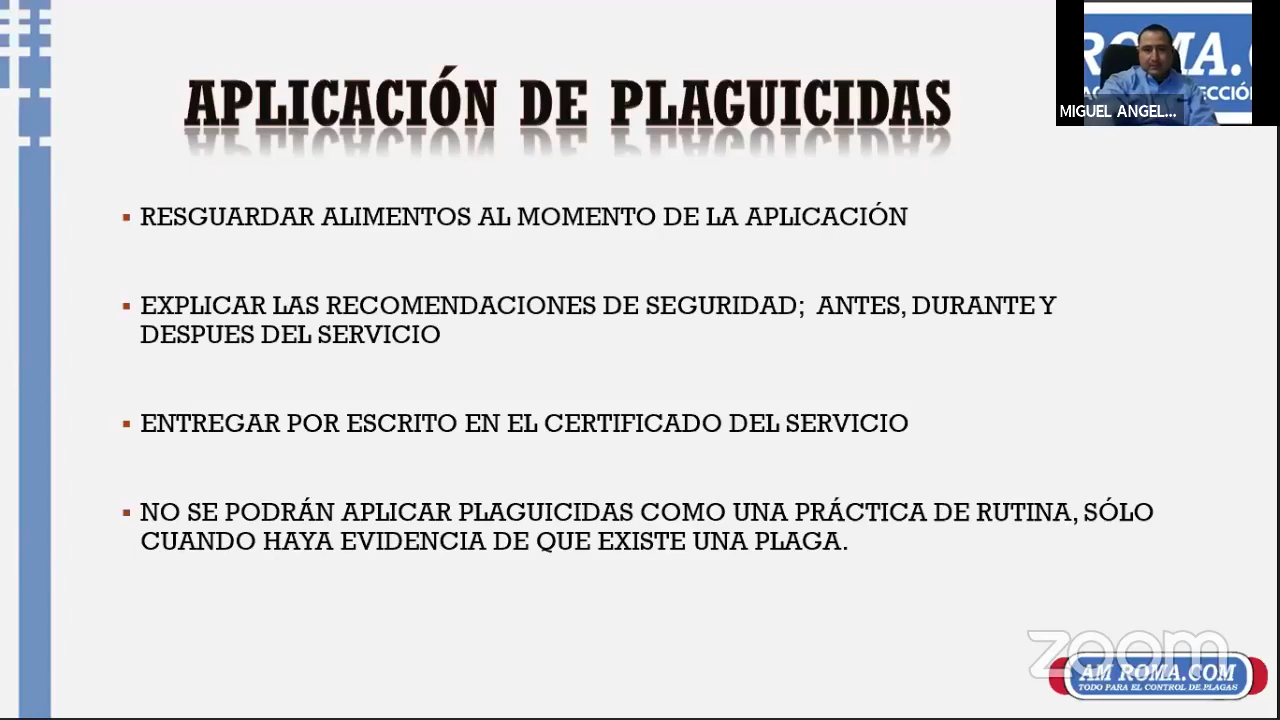 APLICACIÓN DE PLAGUICIDAS
ROMA.C
ECCIÓN
MIGUEL ANGEL...
▪ RESGUARDAR ALIMENTOS AL MOMENTO DE LA APLICACIÓN
▪ EXPLICAR LAS RECOMENDACIONES DE SEGURIDAD; ANTES, DURANTE Y
DESPUES DEL SERVICIO
▪ ENTREGAR POR ESCRITO EN EL CERTIFICADO DEL SERVICIO
▪ NO SE PODRÁN APLICAR PLAGUICIDAS COMO UNA PRÁCTICA DE RUTINA, SÓLO
CUANDO HAYA EVIDENCIA DE QUE EXISTE UNA PLAGA.
zoom
AM ROMA.COM
TODO PARA EL CONTROL DE PLAGAS